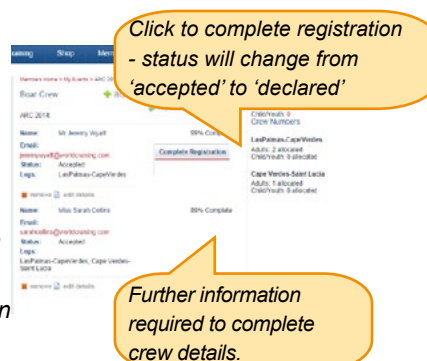 Click to complete registration
- status will change from
'accepted' to 'declared'
Shop
Members Home > My Events > ARC 20
Boat Crew
ARC 2014
Name: Mr Jeremy Wyatt 99% Complete
Email:
jeremywyatt@worldcruising.com
Status: Accepted
Legs: LasPalmas-CapeVerdes
Complete Registration
remove edit details
Name: Miss Sarah Collins 89% Complete
Email:
sarahcollins@worldcruising.com
Status: Accepted
Legs:
LasPalmas-CapeVerdes, Cape Verdes-
Saint Lucia
remove edit details
Child/Youth: 0
Crew Numbers
LasPalmas-CapeVerdes
Adults: 2 allocated
Child/Youth: 0 allocated
Cape Verdes-Saint Lucia
Adults: 1 allocated
Child/Youth: 0 allocated
Further information
required to complete
crew details.